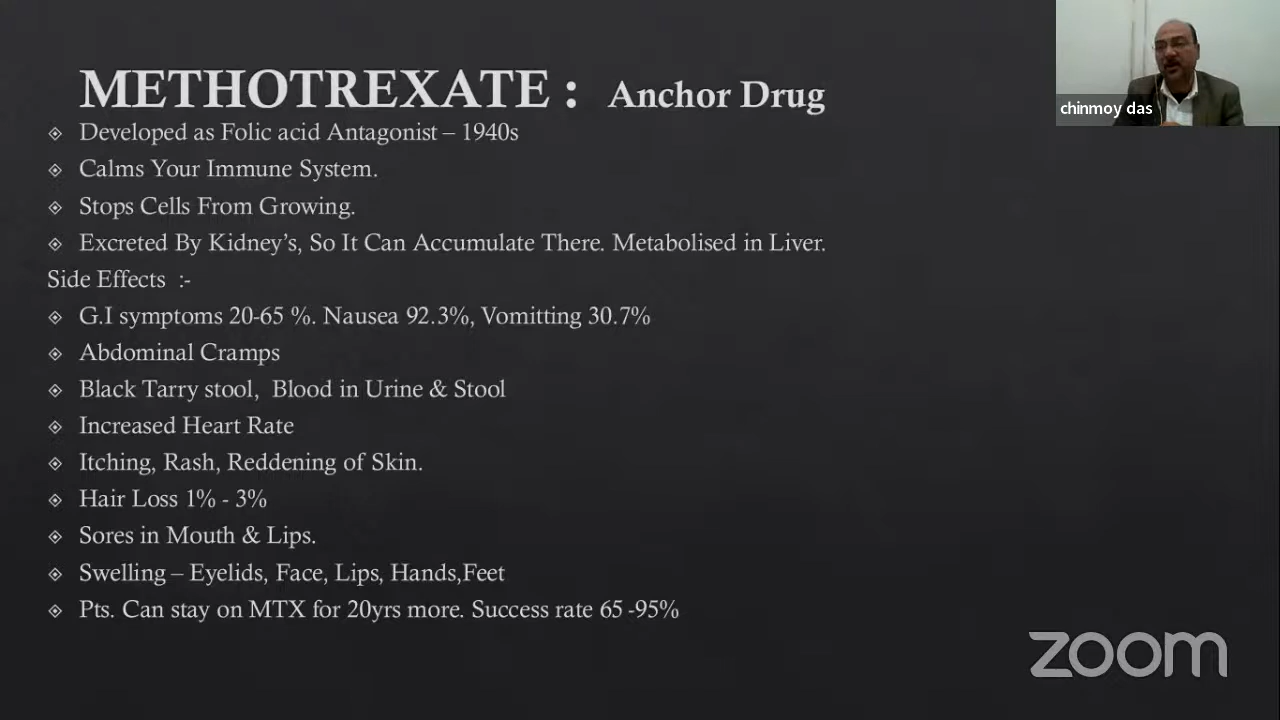 METHOTREXATE : Anchor Drug
Developed as Folic acid Antagonist – 1940s
Calms Your Immune System.
Stops Cells From Growing.
Excreted By Kidney’s, So It Can Accumulate There. Metabolised in Liver.
Side Effects :-
G.I symptoms 20-65 %. Nausea 92.3%, Vomitting 30.7%
Abdominal Cramps
Black Tarry stool, Blood in Urine & Stool
Increased Heart Rate
Itching, Rash, Reddening of Skin.
Hair Loss 1% - 3%
Sores in Mouth & Lips.
Swelling – Eyelids, Face, Lips, Hands,Feet
Pts. Can stay on MTX for 20yrs more. Success rate 65 -95%
chinmoy das
zoom